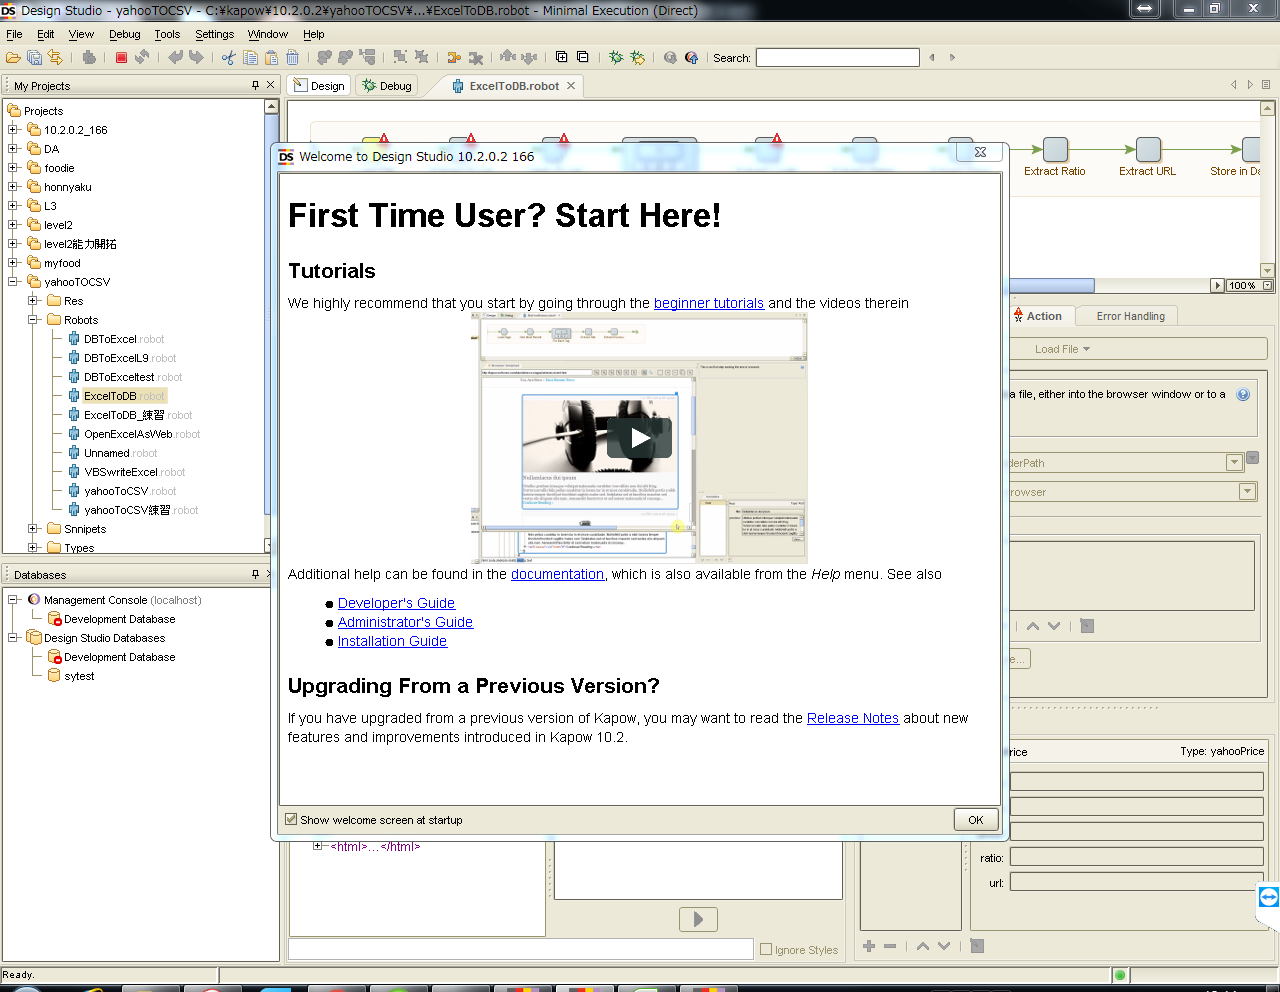 Design Studio - yahooTOCSV - C:¥kapow¥10.2.0.2¥yahooTOCSV¥...¥ExcelToDB.robot - Minimal Execution (Direct)
File Edit View Debug Tools Settings Window Help
Search:
My Projects
Design
Debug
ExcelToDB.robot
Projects
10.2.0.2_166
DA
foodie
honnyaku
L3
level2
level2能力開拓
myfood
yahooTOCSV
Res
Robots
DBToExcel.robot
DBToExcelL9.robot
DBToExceltest.robot
ExcelToDB.robot
ExcelToDB_練習.robot
OpenExcelAsWeb.robot
Unnamed.robot
VBSwriteExcel.robot
yahooToCSV.robot
yahooToCSV練習.robot
Snnipets
Types
Databases
Management Console (localhost)
Development Database
Design Studio Databases
Development Database
sytest
Ready.
Extract Ratio
Extract URL
Store in Da
100%
Welcome to Design Studio 10.2.0.2 166
First Time User? Start Here!
Tutorials
We highly recommend that you start by going through the beginner tutorials and the videos therein
Additional help can be found in the documentation, which is also available from the Help menu. See also
Developer's Guide
Administrator's Guide
Installation Guide
Upgrading From a Previous Version?
If you have upgraded from a previous version of Kapow, you may want to read the Release Notes about new
features and improvements introduced in Kapow 10.2.
Show welcome screen at startup
OK
Action
Error Handling
Load File
a file, either into the browser window or to a
derPath
rowser
e...
rice
Type: yahooPrice
ratio:
url:
<html>...</html>
Ignore Styles